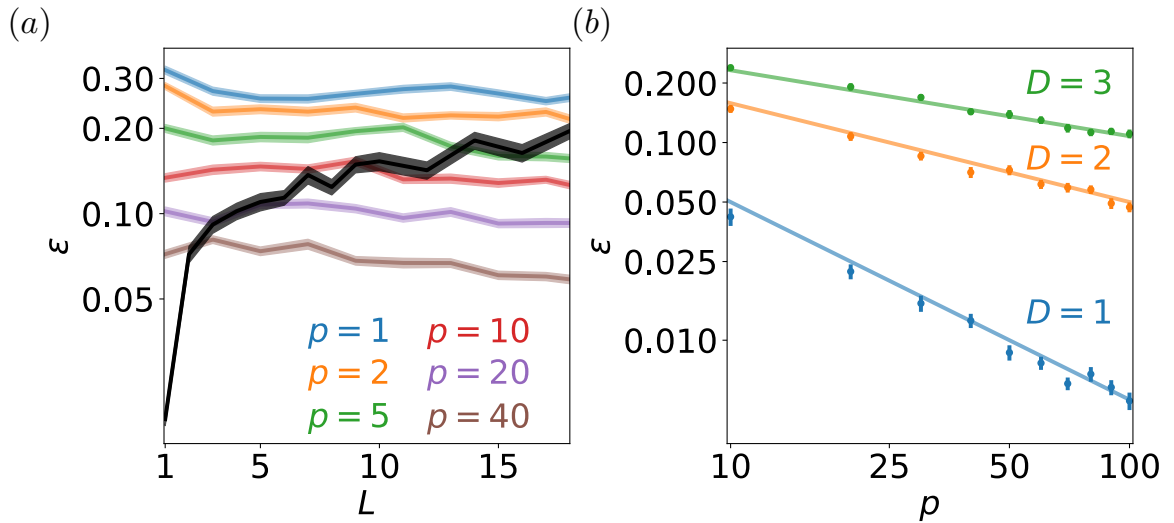 (a)
0.30
0.20
0.10
0.05
ε
p = 1
p = 10
p = 2
p = 20
p = 5
p = 40
1
5
10
15
L
(b)
0.200
0.100
0.050
0.025
0.010
ε
D = 3
D = 2
D = 1
10
25
50
100
p